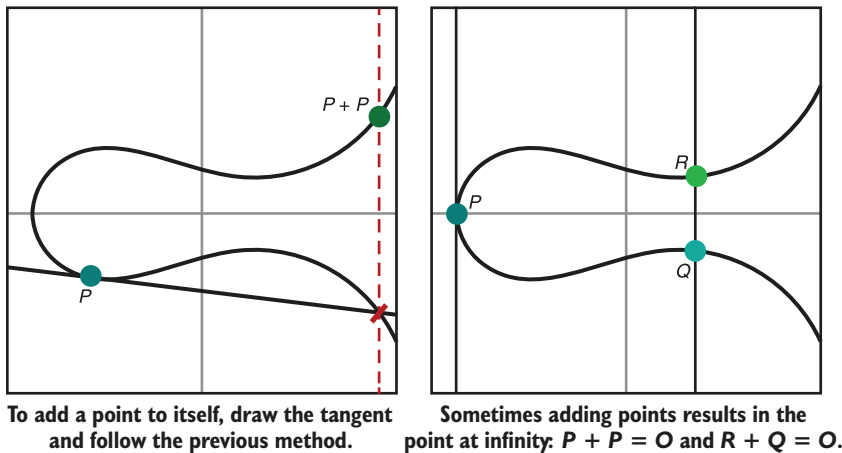 P + P
P
R
P
Q
To add a point to itself, draw the tangent
and follow the previous method.
Sometimes adding points results in the
point at infinity: P + P = O and R + Q = O.